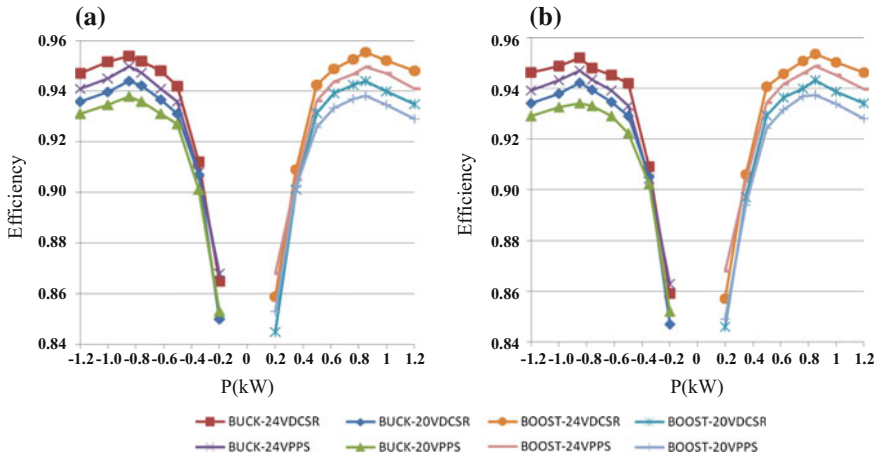 (a)
(b)
0.96
0.94
0.92
0.90
0.88
0.86
0.84
Efficiency
-1.2 -1.0 -0.8 -0.6 -0.4 -0.2 0 0.2 0.4 0.6 0.8 1.0 1.2
P(kW)
0.96
0.94
0.92
0.90
0.88
0.86
0.84
Efficiency
-1.2 -1.0 -0.8 -0.6 -0.4 -0.2 0 0.2 0.4 0.6 0.8 1.0 1.2
P(kW)
BUCK-24VDCSR BUCK-20VDCSR BOOST-24VDCSR BOOST-20VDCSR
BUCK-24VPPS BUCK-20VPPS BOOST-24VPPS BOOST-20VPPS